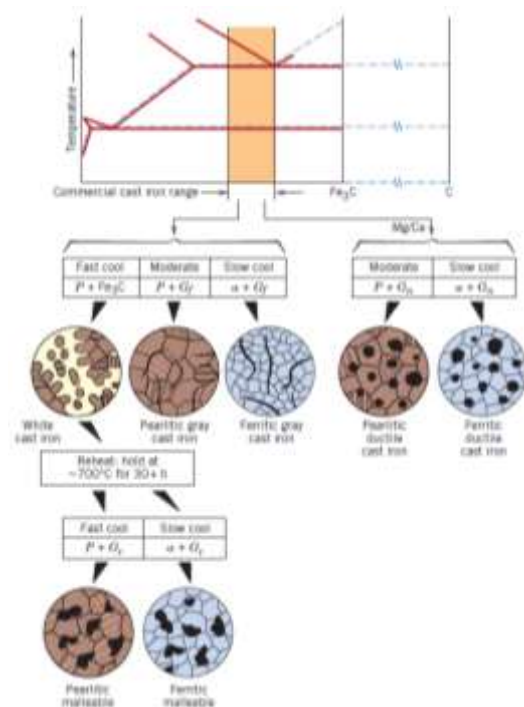 Temperature
Commercial cast iron range
Fe₃C
C
Mg/Ce
Fast cool
Moderate
Slow cool
P + Fe₃C
P + Gf
α + Gf
Moderate
Slow cool
P + Gn
α + Gn
White
cast iron
Pearlitic gray
cast iron
Ferritic gray
cast iron
Pearlitic
ductile
cast iron
Ferritic
ductile
cast iron
Reheat: hold at
~700°C for 30+ h
Fast cool
Slow cool
P + Gr
α + Gr
Pearlitic
malleable
Ferritic
malleable